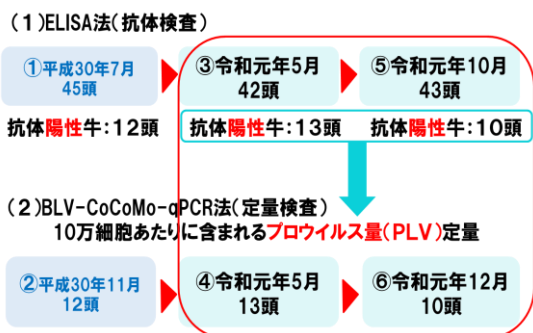 (1)ELISA法(抗体検査)
①平成30年7月
45頭
③令和元年5月
42頭
⑤令和元年10月
43頭
抗体陽性牛:12頭
抗体陽性牛:13頭
抗体陽性牛:10頭
(2)BLV-CoCoMo-qPCR法(定量検査)
10万細胞あたりに含まれるプロウイルス量(PLV)定量
②平成30年11月
12頭
④令和元年5月
13頭
⑥令和元年12月
10頭